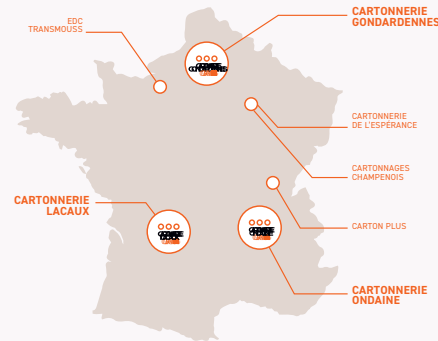 EDC
TRANSMOUSS
CARTONNERIE
GONDARDENNES
CARTONNERIE
DE L'ESPÉRANCE
CARTONNAGES
CHAMPENOIS
CARTONNERIE
LACAUX
CARTON PLUS
CARTONNERIE
ONDAINE